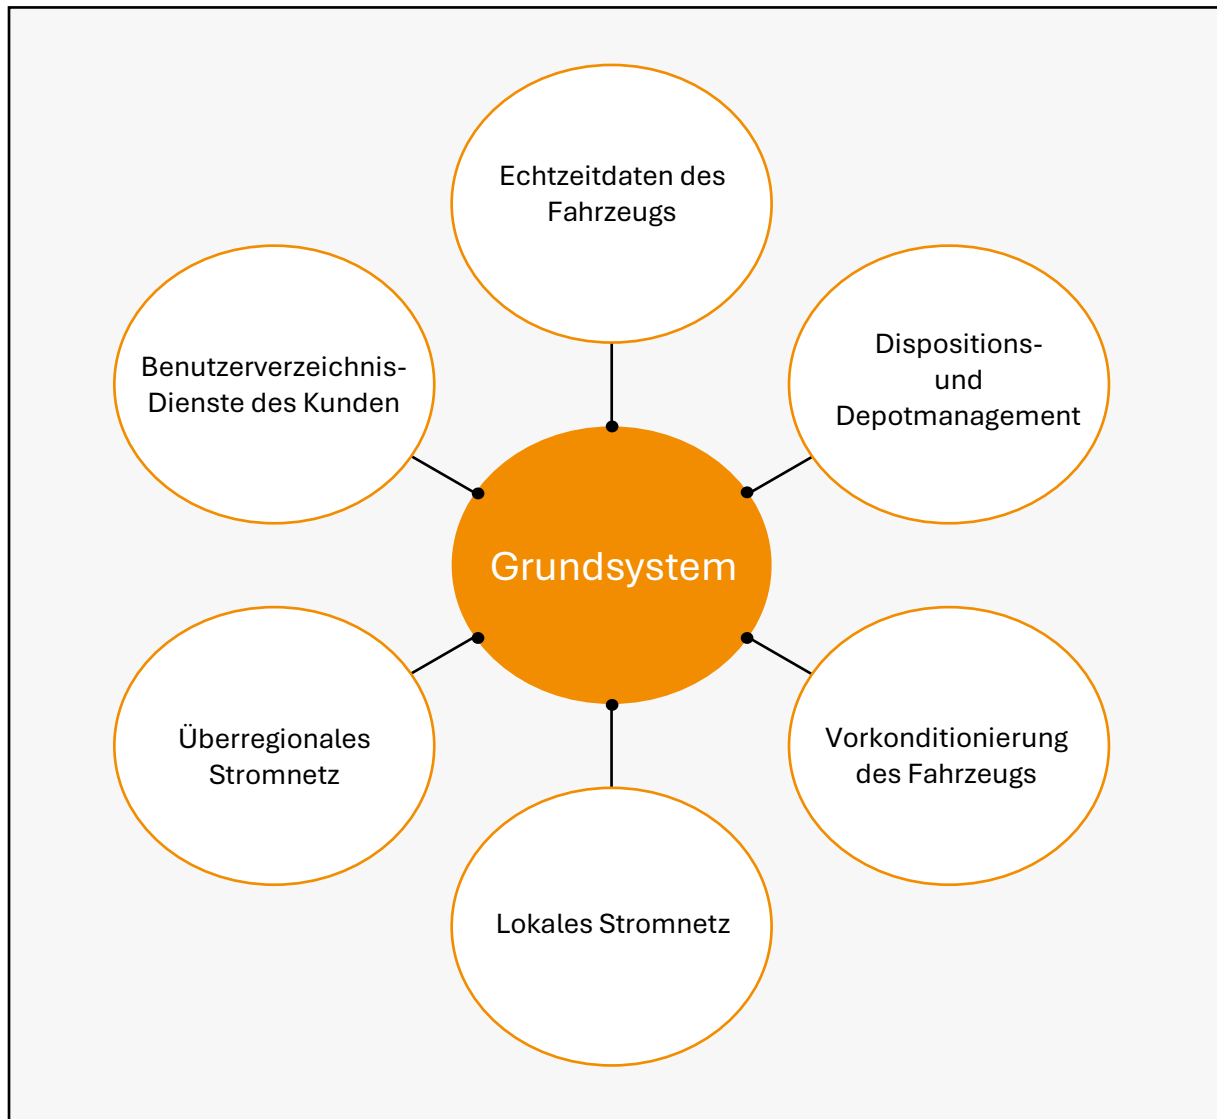 Echtzeitdaten des
Fahrzeugs
Benutzerverzeichnis-
Dienste des Kunden
Dispositions-
und
Depotmanagement
Grundsystem
Überregionales
Stromnetz
Vorkonditionierung
des Fahrzeugs
Lokales Stromnetz